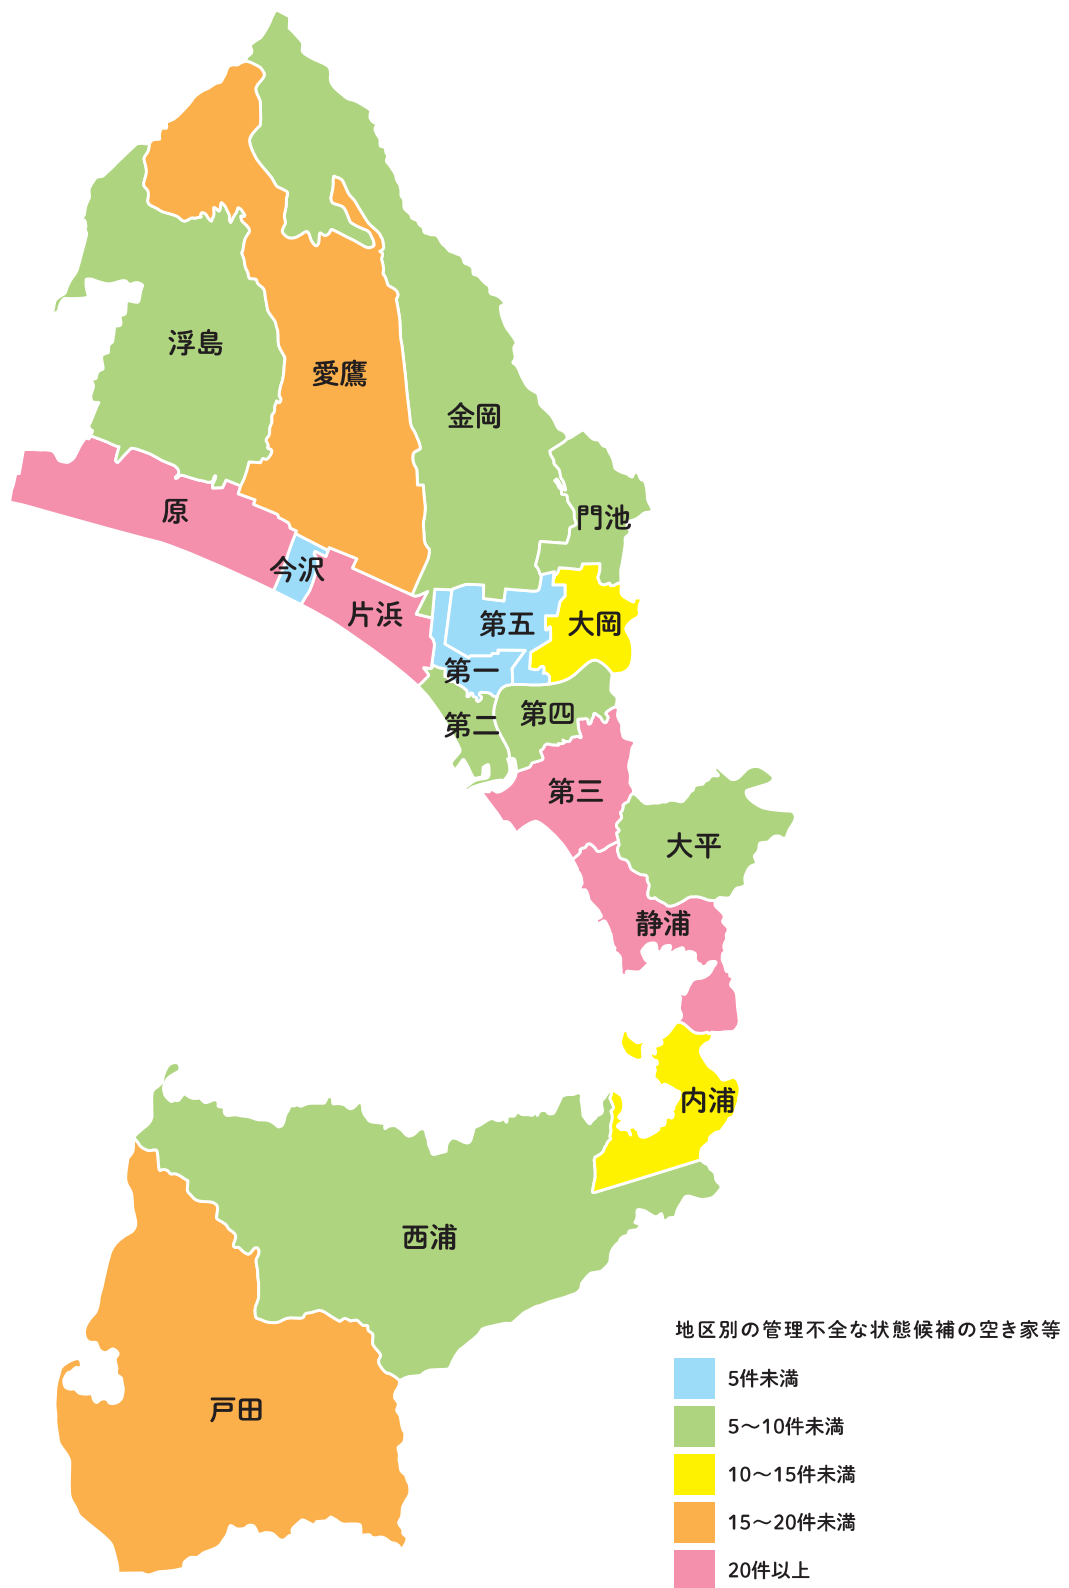 浮島
愛鷹
金岡
門池
原
今沢
片浜
第五
大岡
第一
第二
第四
第三
大平
静浦
内浦
西浦
戸田
地区別の管理不全な状態候補の空き家等
5件未満
5〜10件未満
10〜15件未満
15〜20件未満
20件以上